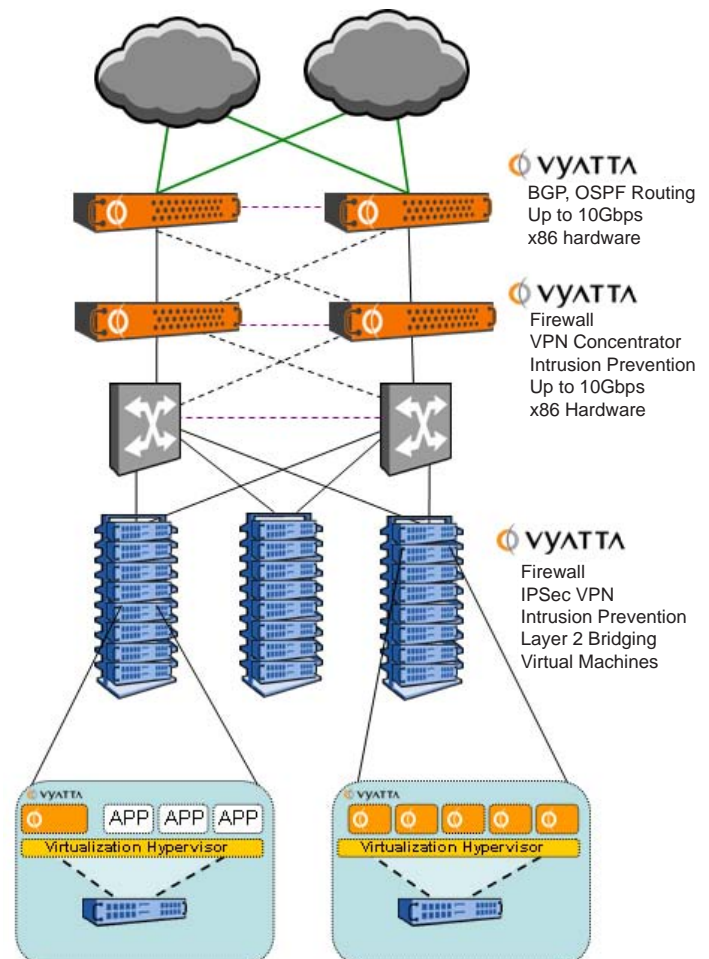 VYATTA
BGP, OSPF Routing
Up to 10Gbps
x86 hardware
VYATTA
Firewall
VPN Concentrator
Intrusion Prevention
Up to 10Gbps
x86 Hardware
VYATTA
Firewall
IPSec VPN
Intrusion Prevention
Layer 2 Bridging
Virtual Machines
VYATTA
APP APP APP
Virtualization Hypervisor
VYATTA
Virtualization Hypervisor